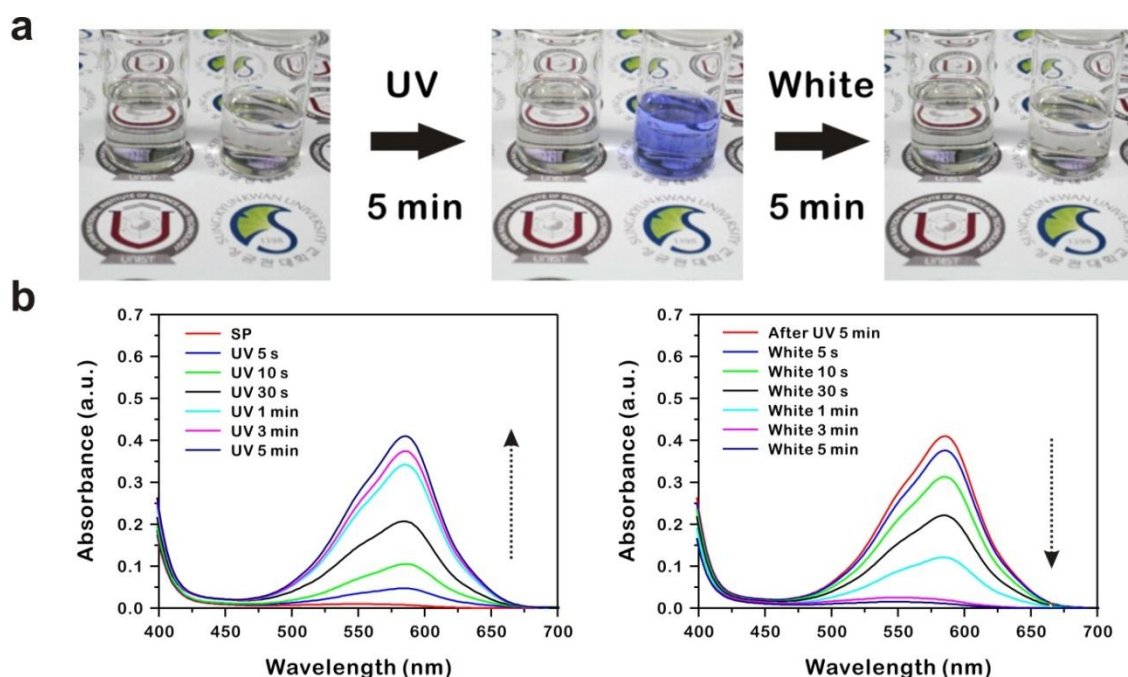 a
UV
5 min
White
5 min
UNIST
SUNGKYUNKWAN UNIVERSITY
1398
b
0.7
0.6
0.5
0.4
0.3
0.2
0.1
0.0
Absorbance (a.u.)
SP
UV 5 s
UV 10 s
UV 30 s
UV 1 min
UV 3 min
UV 5 min
400 450 500 550 600 650 700
Wavelength (nm)
0.7
0.6
0.5
0.4
0.3
0.2
0.1
0.0
Absorbance (a.u.)
After UV 5 min
White 5 s
White 10 s
White 30 s
White 1 min
White 3 min
White 5 min
400 450 500 550 600 650 700
Wavelength (nm)